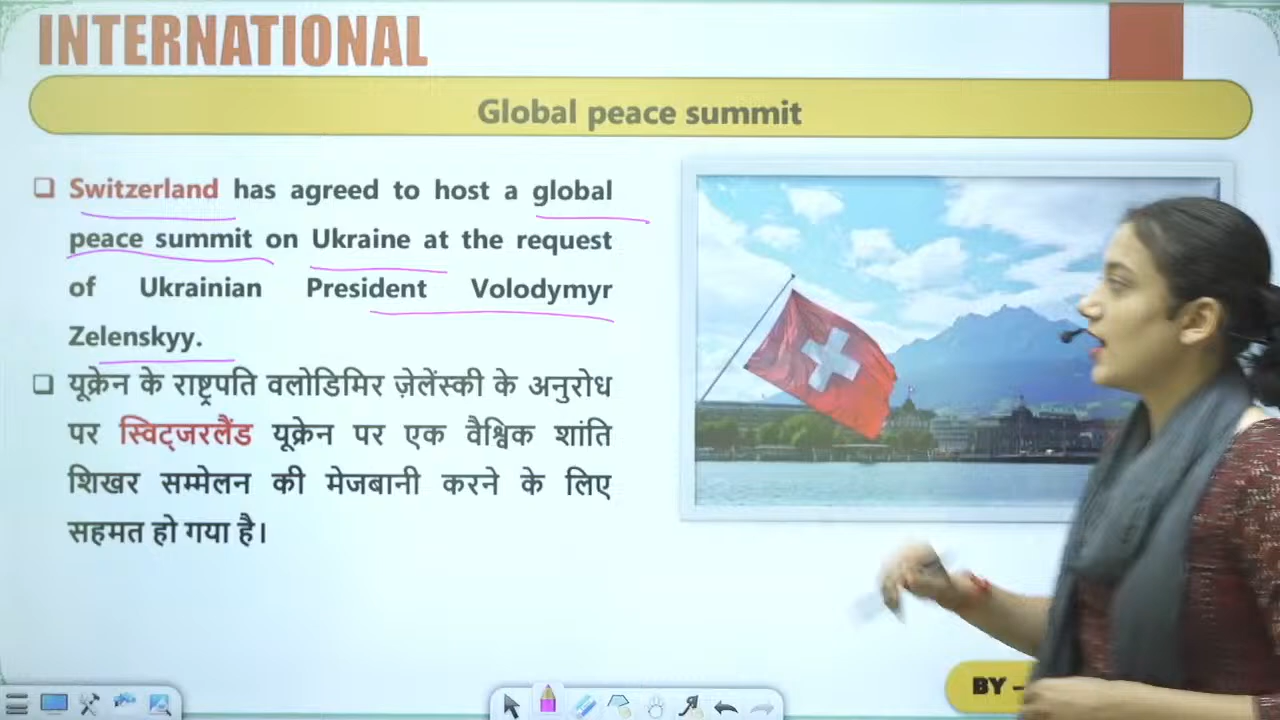 INTERNATIONAL
Global peace summit
Switzerland has agreed to host a global
peace summit on Ukraine at the request
of Ukrainian President Volodymyr
Zelenskyy.
यूक्रेन के राष्ट्रपति वलोडिमिर ज़ेलेंस्की के अनुरोध
पर स्विट्जरलैंड यूक्रेन पर एक वैश्विक शांति
शिखर सम्मेलन की मेजबानी करने के लिए
सहमत हो गया है।
BY –